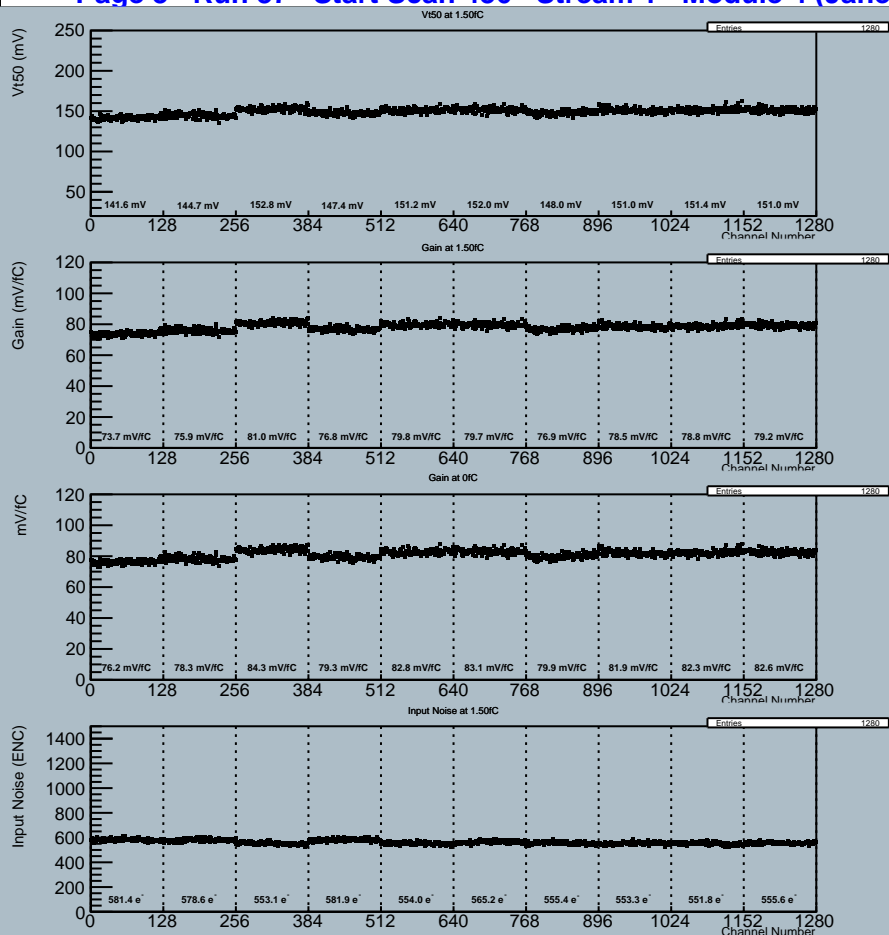 Vt50 at 1.50fC
Entries 1280
Vt50 (mV)
250
200
150
100
50
141.6 mV 144.7 mV 152.8 mV 147.4 mV 151.2 mV 152.0 mV 148.0 mV 151.0 mV 151.4 mV 151.0 mV
0 128 256 384 512 640 768 896 1024 1152 1280
Channel Number
Gain at 1.50fC
Entries 1280
Gain (mV/fC)
120
100
80
60
40
20
0
73.7 mV/fC 75.9 mV/fC 81.0 mV/fC 76.8 mV/fC 79.8 mV/fC 79.7 mV/fC 76.9 mV/fC 78.5 mV/fC 78.8 mV/fC 79.2 mV/fC
0 128 256 384 512 640 768 896 1024 1152 1280
Channel Number
Gain at 0fC
Entries 1280
mV/fC
120
100
80
60
40
20
0
76.2 mV/fC 78.3 mV/fC 84.3 mV/fC 79.3 mV/fC 82.8 mV/fC 83.1 mV/fC 79.9 mV/fC 81.9 mV/fC 82.3 mV/fC 82.6 mV/fC
0 128 256 384 512 640 768 896 1024 1152 1280
Channel Number
Input Noise at 1.50fC
Entries 1280
Input Noise (ENC)
1400
1200
1000
800
600
400
200
0
581.4 e⁻ 578.6 e⁻ 553.1 e⁻ 581.9 e⁻ 554.0 e⁻ 565.2 e⁻ 555.4 e⁻ 553.3 e⁻ 551.8 e⁻ 555.6 e⁻
0 128 256 384 512 640 768 896 1024 1152 1280
Channel Number